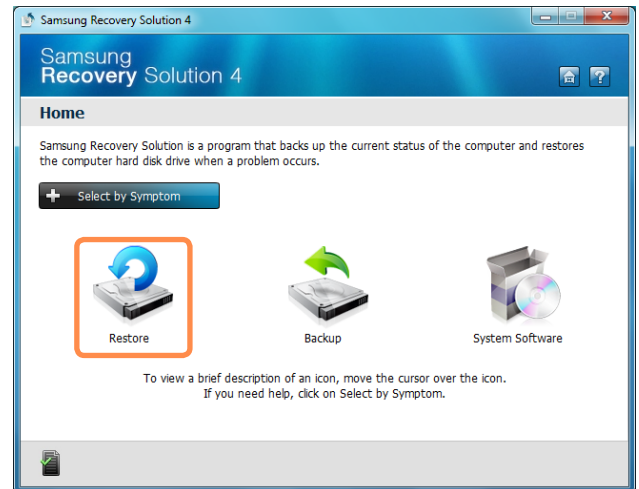 Samsung Recovery Solution 4
Samsung
Recovery Solution 4
Home
Samsung Recovery Solution is a program that backs up the current status of the computer and restores
the computer hard disk drive when a problem occurs.
Select by Symptom
Restore
Backup
System Software
To view a brief description of an icon, move the cursor over the icon.
If you need help, click on Select by Symptom.